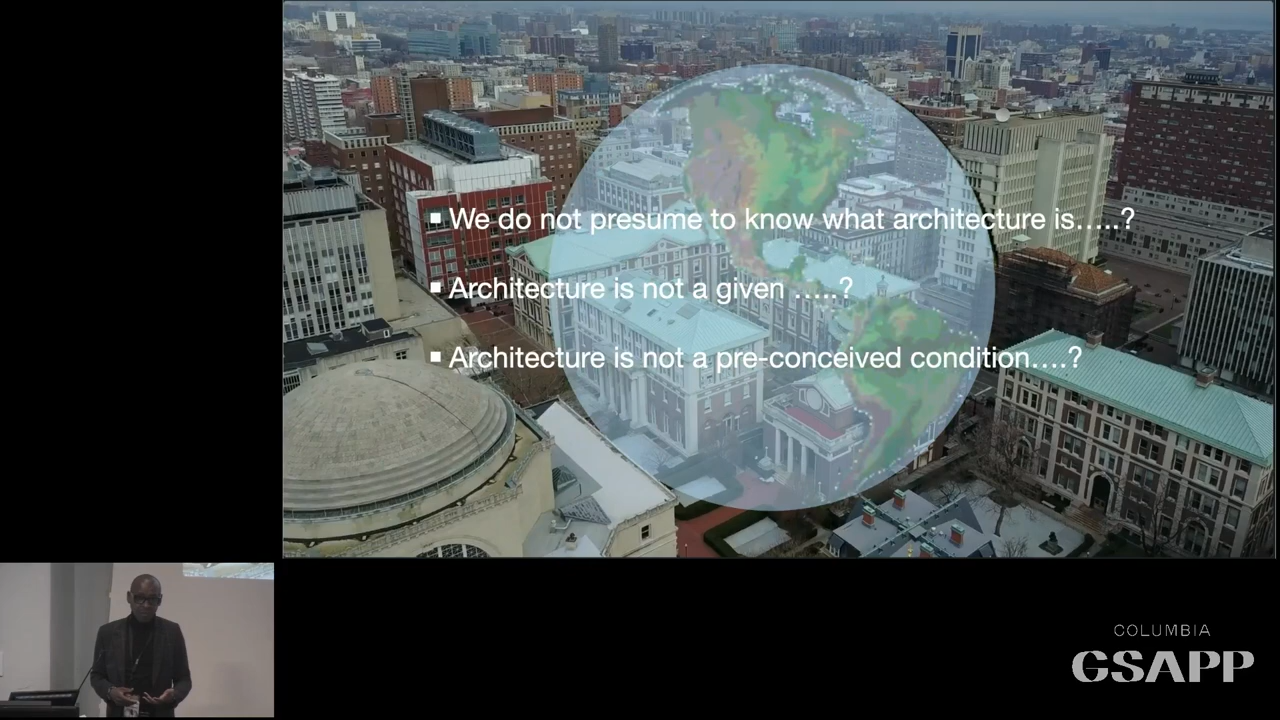 ▪ We do not presume to know what architecture is…..?
▪ Architecture is not a given …..?
▪ Architecture is not a pre-conceived condition….?
COLUMBIA
GSAPP